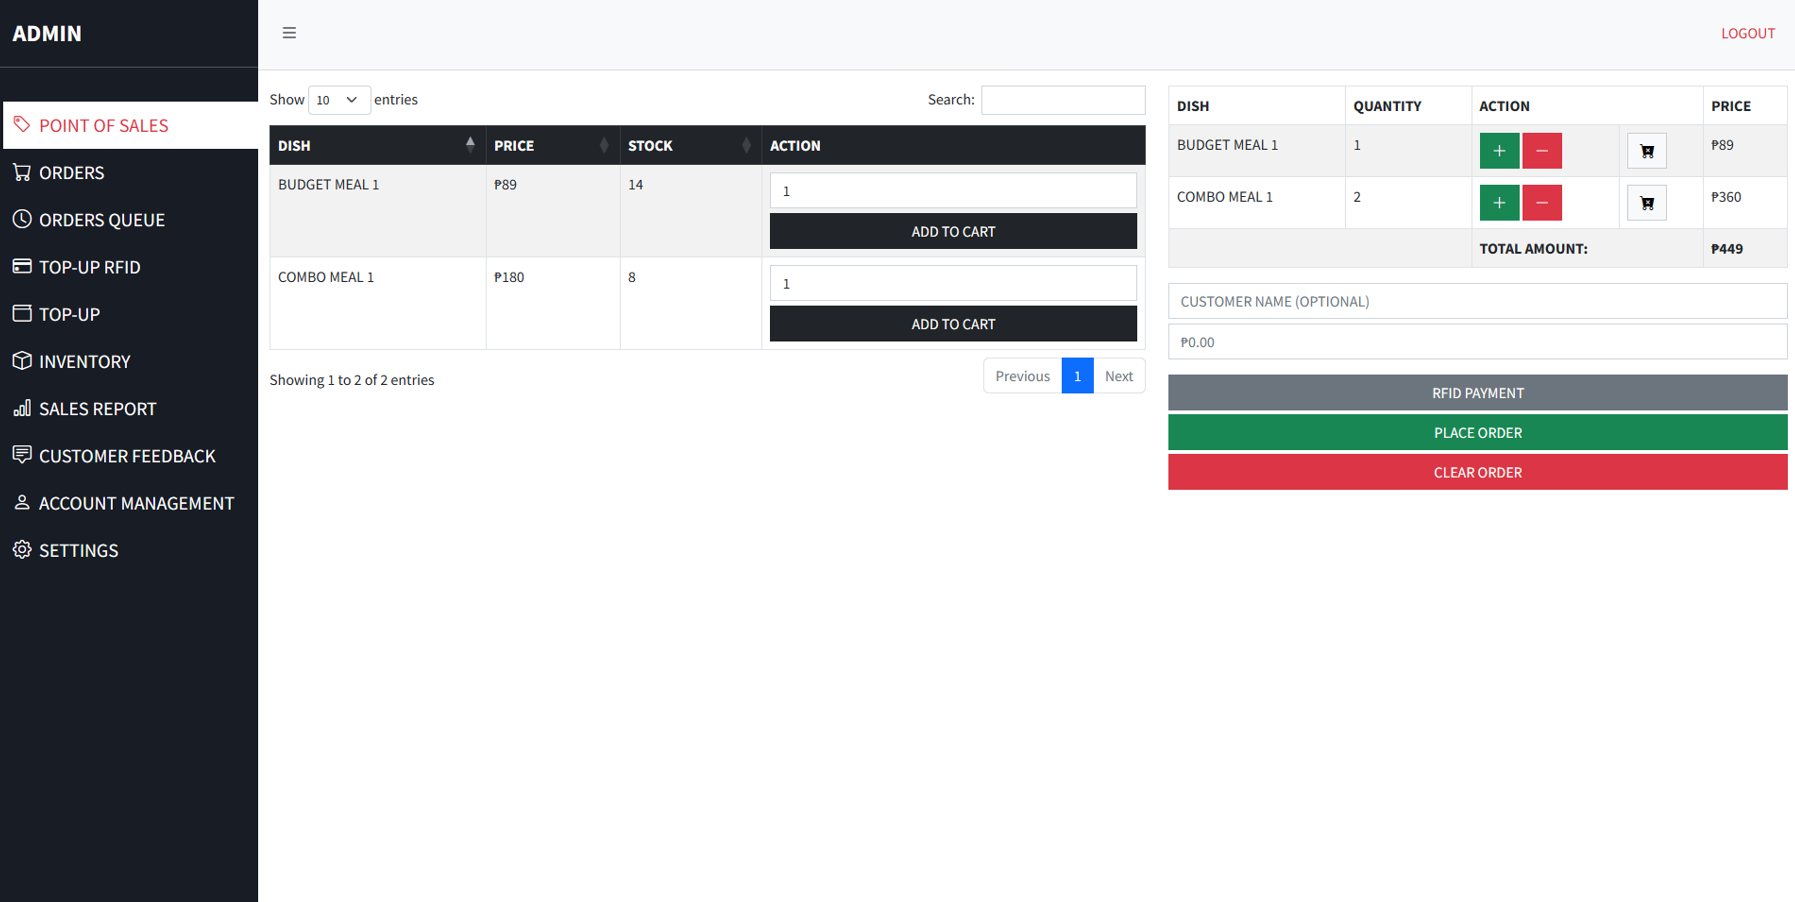 ADMIN
LOGOUT
POINT OF SALES
ORDERS
ORDERS QUEUE
TOP-UP RFID
TOP-UP
INVENTORY
SALES REPORT
CUSTOMER FEEDBACK
ACCOUNT MANAGEMENT
SETTINGS
Show 10 entries
Search:
DISH PRICE STOCK ACTION
BUDGET MEAL 1 ₱89 14 1
ADD TO CART
COMBO MEAL 1 ₱180 8 1
ADD TO CART
Showing 1 to 2 of 2 entries
Previous 1 Next
DISH QUANTITY ACTION PRICE
BUDGET MEAL 1 1 + − ₱89
COMBO MEAL 1 2 + − ₱360
TOTAL AMOUNT: ₱449
CUSTOMER NAME (OPTIONAL)
₱0.00
RFID PAYMENT
PLACE ORDER
CLEAR ORDER